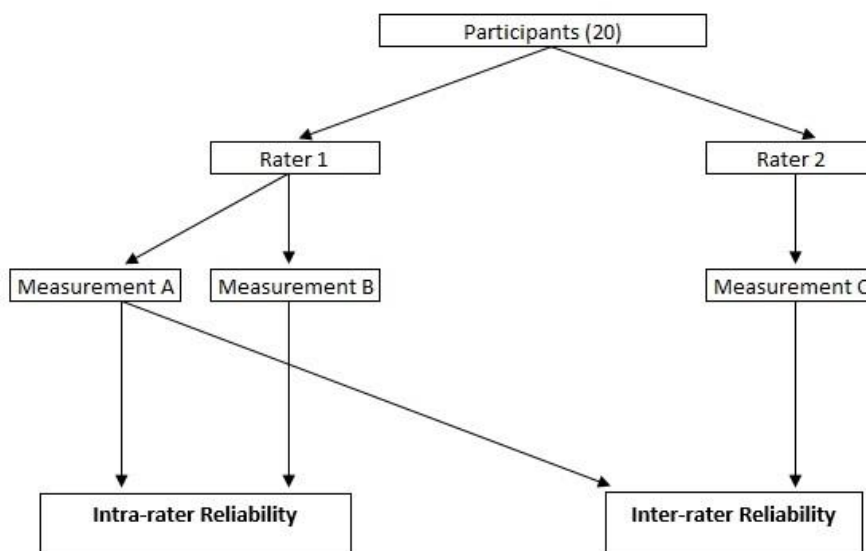 Participants (20)
Rater 1
Rater 2
Measurement A
Measurement B
Measurement C
Intra-rater Reliability
Inter-rater Reliability